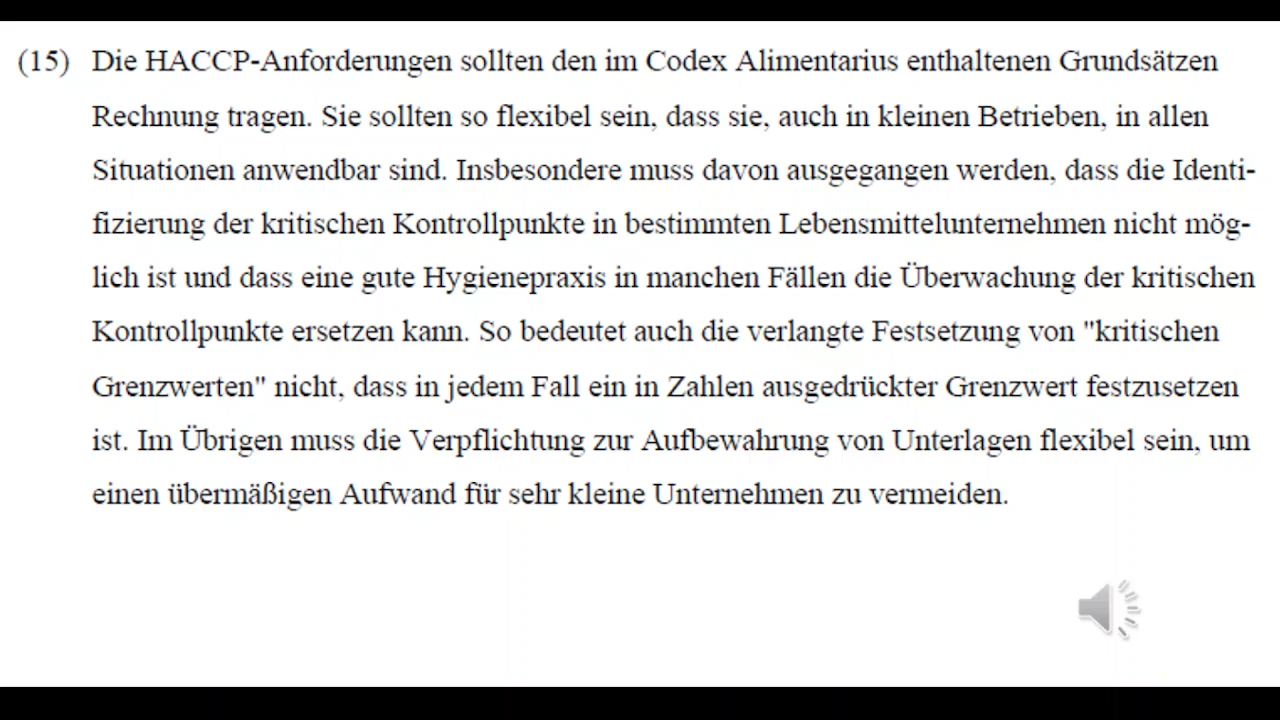 (15) Die HACCP-Anforderungen sollten den im Codex Alimentarius enthaltenen Grundsätzen
Rechnung tragen. Sie sollten so flexibel sein, dass sie, auch in kleinen Betrieben, in allen
Situationen anwendbar sind. Insbesondere muss davon ausgegangen werden, dass die Identi-
fizierung der kritischen Kontrollpunkte in bestimmten Lebensmittelunternehmen nicht mög-
lich ist und dass eine gute Hygienepraxis in manchen Fällen die Überwachung der kritischen
Kontrollpunkte ersetzen kann. So bedeutet auch die verlangte Festsetzung von "kritischen
Grenzwerten" nicht, dass in jedem Fall ein in Zahlen ausgedrückter Grenzwert festzusetzen
ist. Im Übrigen muss die Verpflichtung zur Aufbewahrung von Unterlagen flexibel sein, um
einen übermäßigen Aufwand für sehr kleine Unternehmen zu vermeiden.